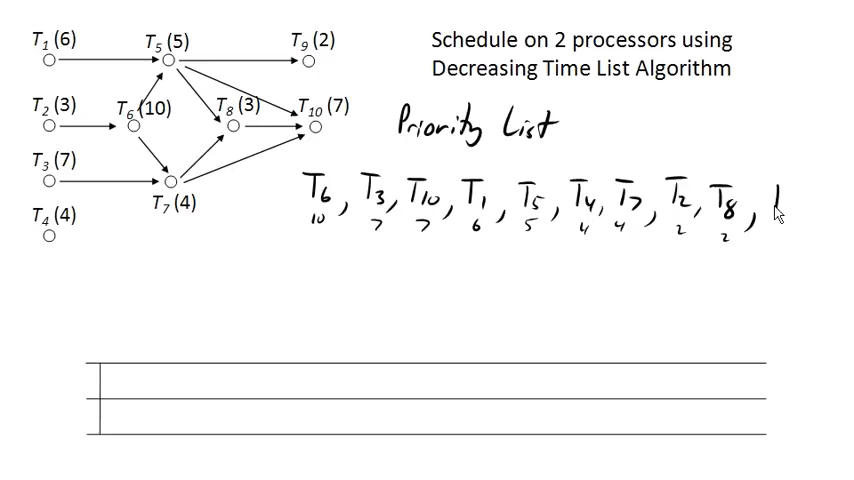 T1 (6) T5 (5) T9 (2) Schedule on 2 processors using
Decreasing Time List Algorithm
T2 (3) T6 (10) T8 (3) T10 (7) Priority List
T3 (7)
T6, T3, T10, T1, T5, T4, T7, T2, T8,
10 7 7 6 5 4 4 2 2
T7 (4)
T4 (4)